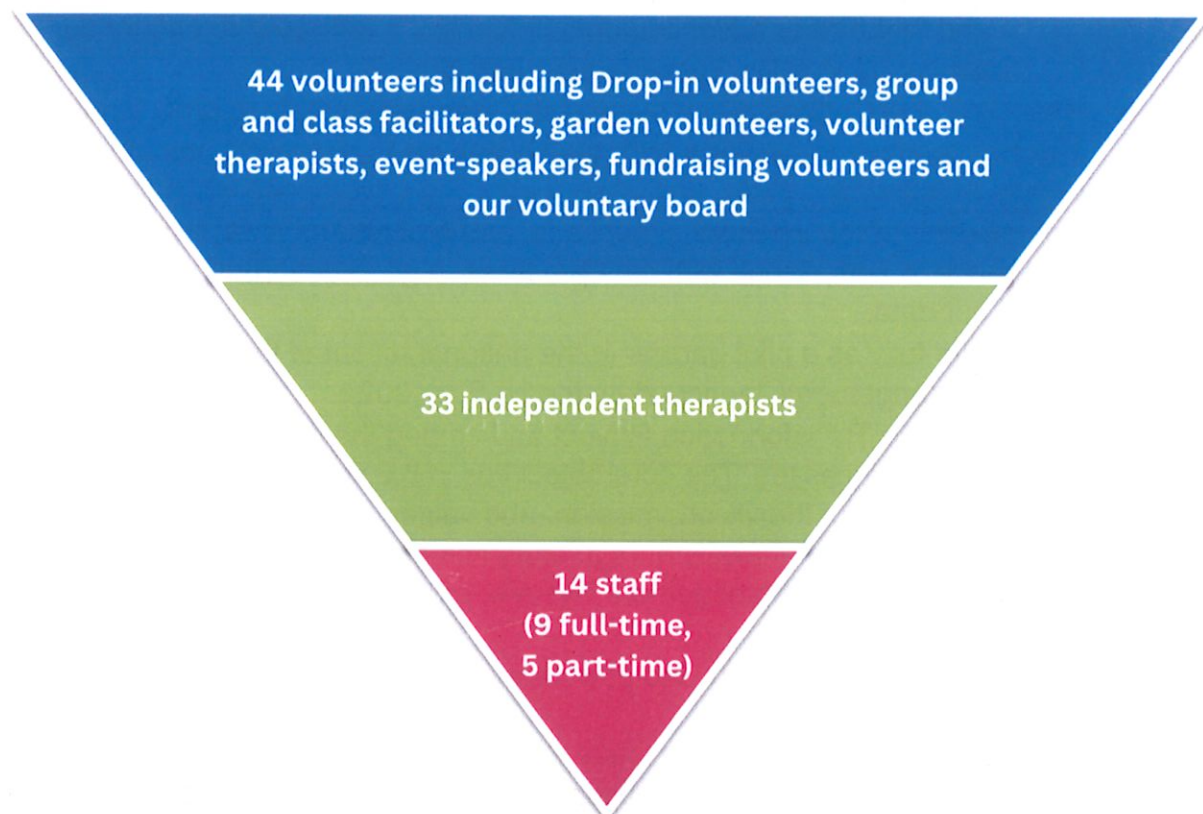 44 volunteers including Drop-in volunteers, group
and class facilitators, garden volunteers, volunteer
therapists, event-speakers, fundraising volunteers and
our voluntary board
33 independent therapists
14 staff
(9 full-time,
5 part-time)